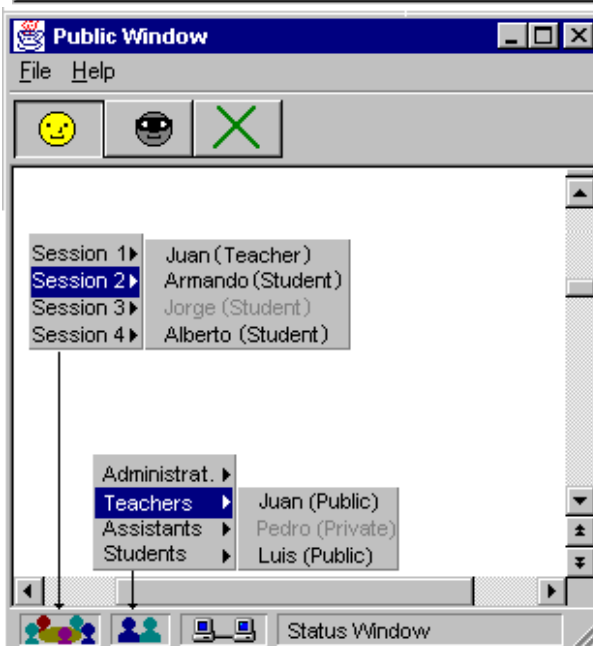 Public Window
File Help
Session 1 Juan (Teacher)
Session 2 Armando (Student)
Session 3 Jorge (Student)
Session 4 Alberto (Student)
Administrat.
Teachers Juan (Public)
Assistants Pedro (Private)
Students Luis (Public)
Status Window